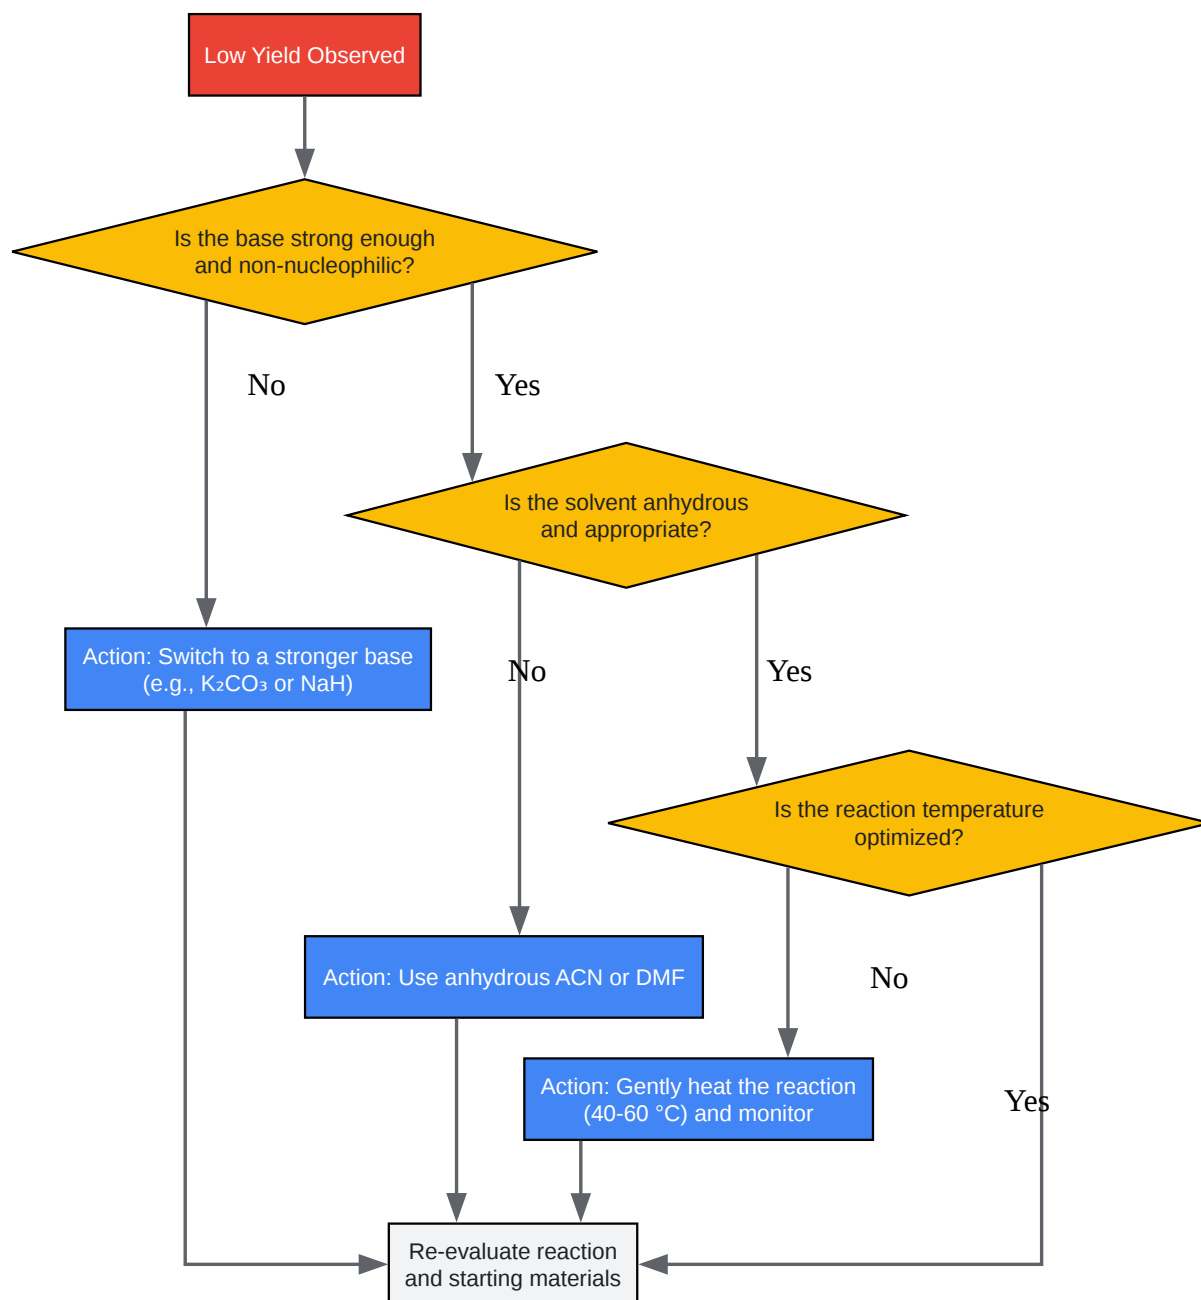 Low Yield Observed
Is the base strong enough
and non-nucleophilic?
No
Yes
Is the solvent anhydrous
and appropriate?
Action: Switch to a stronger base
(e.g., K₂CO₃ or NaH)
No
Yes
Is the reaction temperature
optimized?
Action: Use anhydrous ACN or DMF
No
Action: Gently heat the reaction
(40-60 °C) and monitor
Yes
Re-evaluate reaction
and starting materials